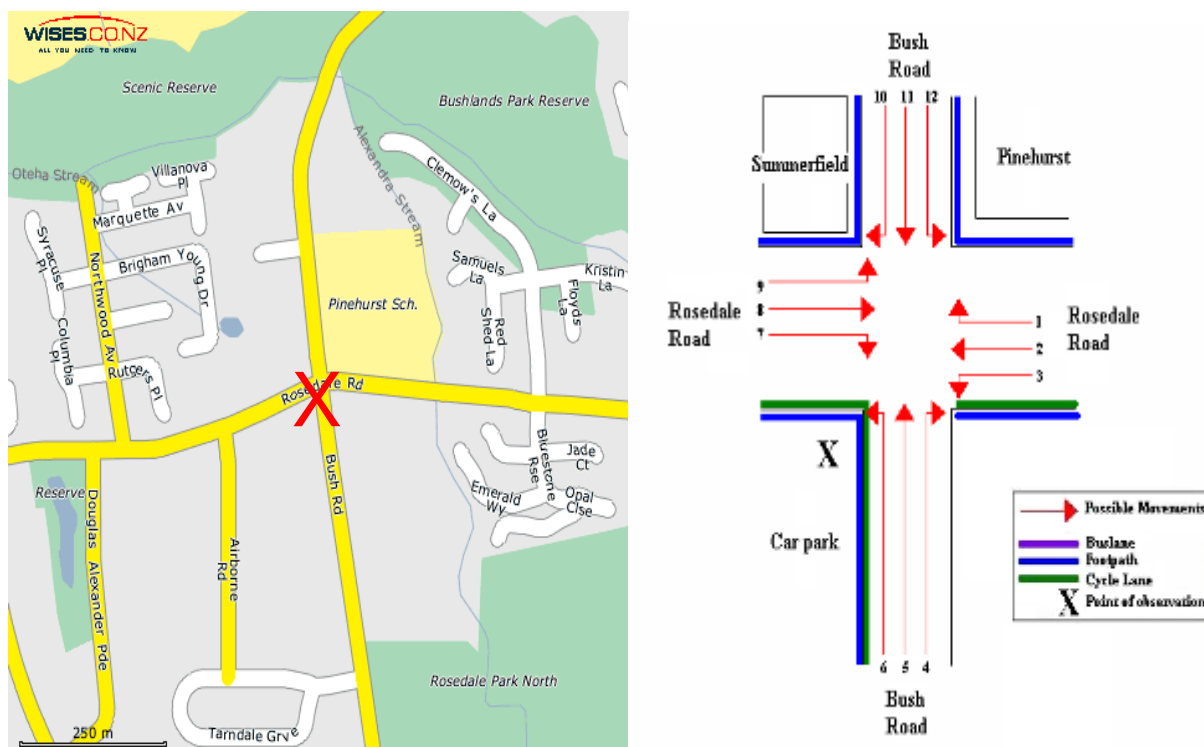 WISES.CO.NZ
ALL YOU NEED TO KNOW
Scenic Reserve
Bushlands Park Reserve
Oteha Stream
Villanova
Pl
Marquette Av
Alexandra Stream
Clemow's La
Syracuse
Pl
Northwood Av
Brigham Young Dr
Samuels
La
Kristin
La
Floyds
La
Red
Shed La
Pinehurst Sch.
Columbia
Pl
Rutgers Pl
Rosedale Rd
X
Bush Rd
Bluestone
Rse
Jade
Ct
Emerald
Wy
Opal
Clse
Reserve
Douglas Alexander Pde
Airborne
Rd
Rosedale Park North
Tarndale Grve
250 m
Bush
Road
10 11 12
Summerfield
Pinehurst
9
8
7
Rosedale
Road
1
2
3
Rosedale
Road
X
Car park
6 5 4
Bush
Road
Possible Movements
Buslane
Footpath
Cycle Lane
X Point of observation